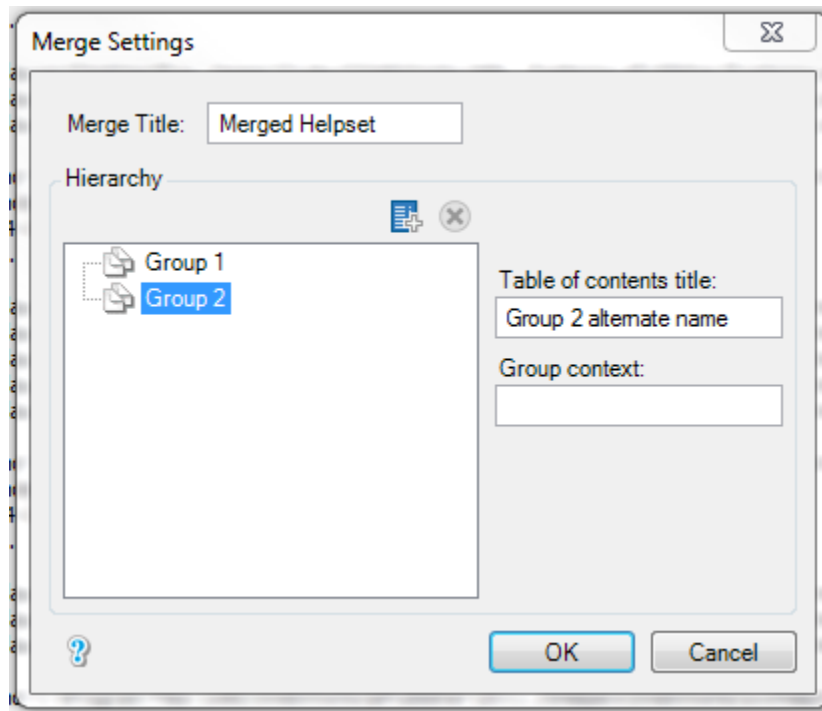 Merge Settings
Merge Title: Merged Helpset
Hierarchy
Group 1
Group 2
Table of contents title:
Group 2 alternate name
Group context:
OK Cancel